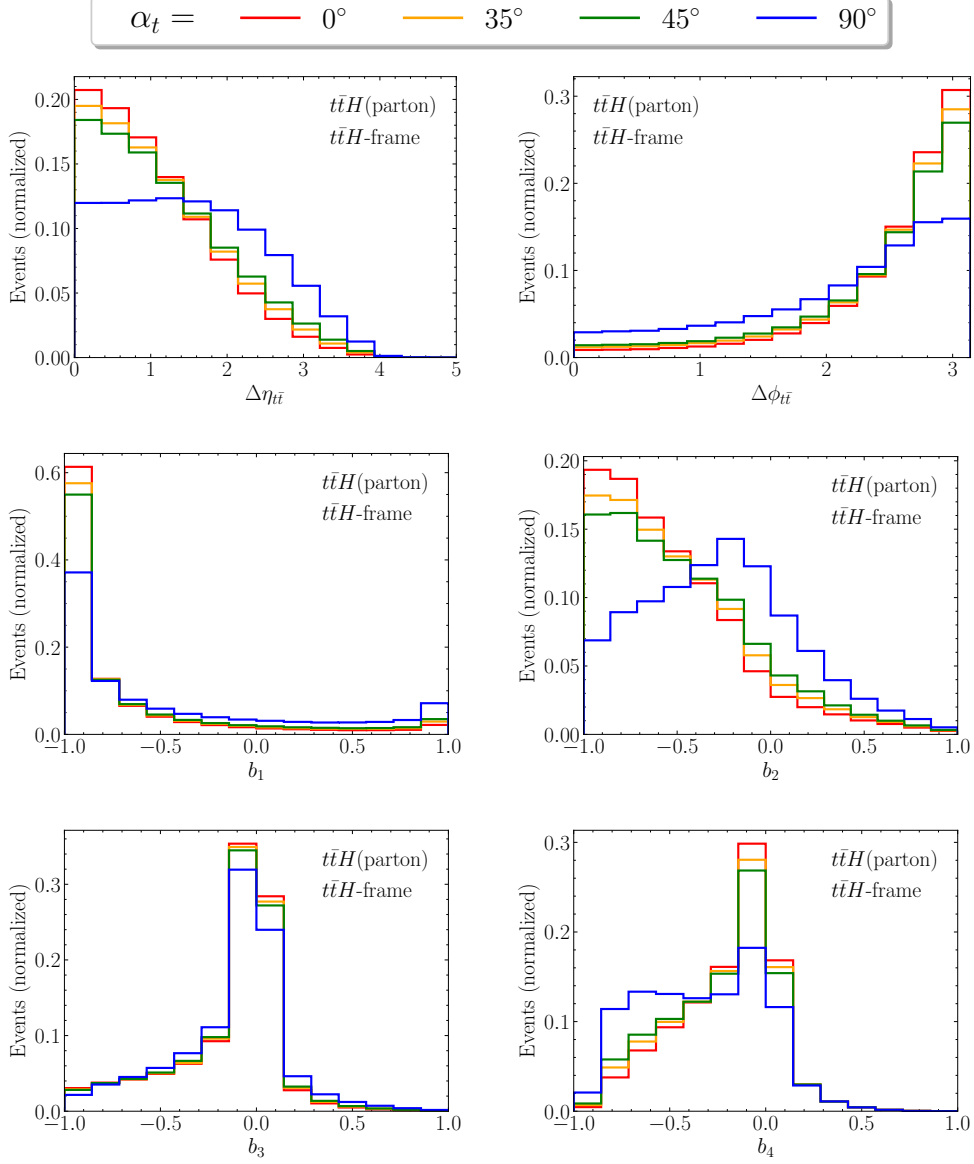 α_t = 0° 35° 45° 90°
Events (normalized)
0.20
0.15
0.10
0.05
0.00
tt̄H(parton)
tt̄H-frame
0 1 2 3 4 5
Δη_{tt̄}
Events (normalized)
0.3
0.2
0.1
0.0
tt̄H(parton)
tt̄H-frame
0 1 2 3
Δϕ_{tt̄}
Events (normalized)
0.6
0.4
0.2
0.0
tt̄H(parton)
tt̄H-frame
−1.0 −0.5 0.0 0.5 1.0
b₁
Events (normalized)
0.20
0.15
0.10
0.05
0.00
tt̄H(parton)
tt̄H-frame
−1.0 −0.5 0.0 0.5 1.0
b₂
Events (normalized)
0.3
0.2
0.1
0.0
tt̄H(parton)
tt̄H-frame
−1.0 −0.5 0.0 0.5 1.0
b₃
Events (normalized)
0.3
0.2
0.1
0.0
tt̄H(parton)
tt̄H-frame
−1.0 −0.5 0.0 0.5 1.0
b₄